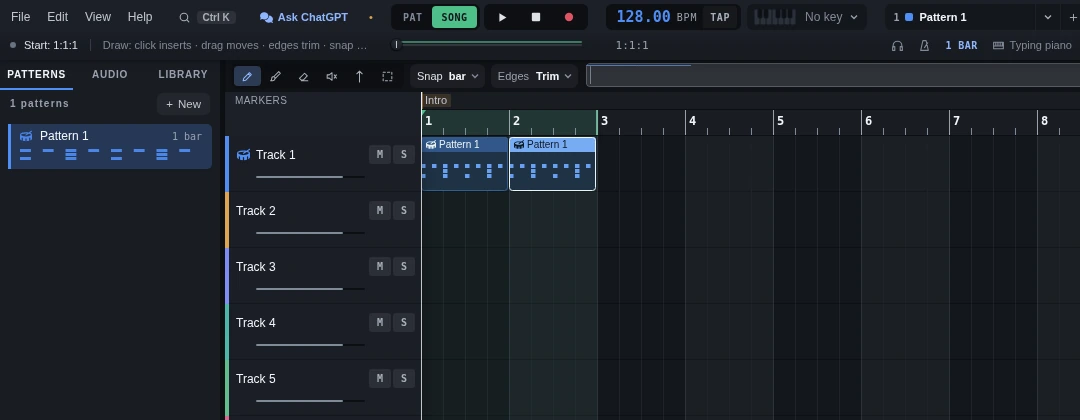 File Edit View Help Ctrl K Ask ChatGPT PAT SONG 128.00 BPM TAP No key 1 Pattern 1
Start: 1:1:1 Draw: click inserts · drag moves · edges trim · snap … 1:1:1 1 BAR Typing piano
PATTERNS AUDIO LIBRARY Snap bar Edges Trim
1 patterns + New MARKERS Intro
1 2 3 4 5 6 7 8
Pattern 1 1 bar
Track 1 M S Pattern 1 Pattern 1
Track 2 M S
Track 3 M S
Track 4 M S
Track 5 M S